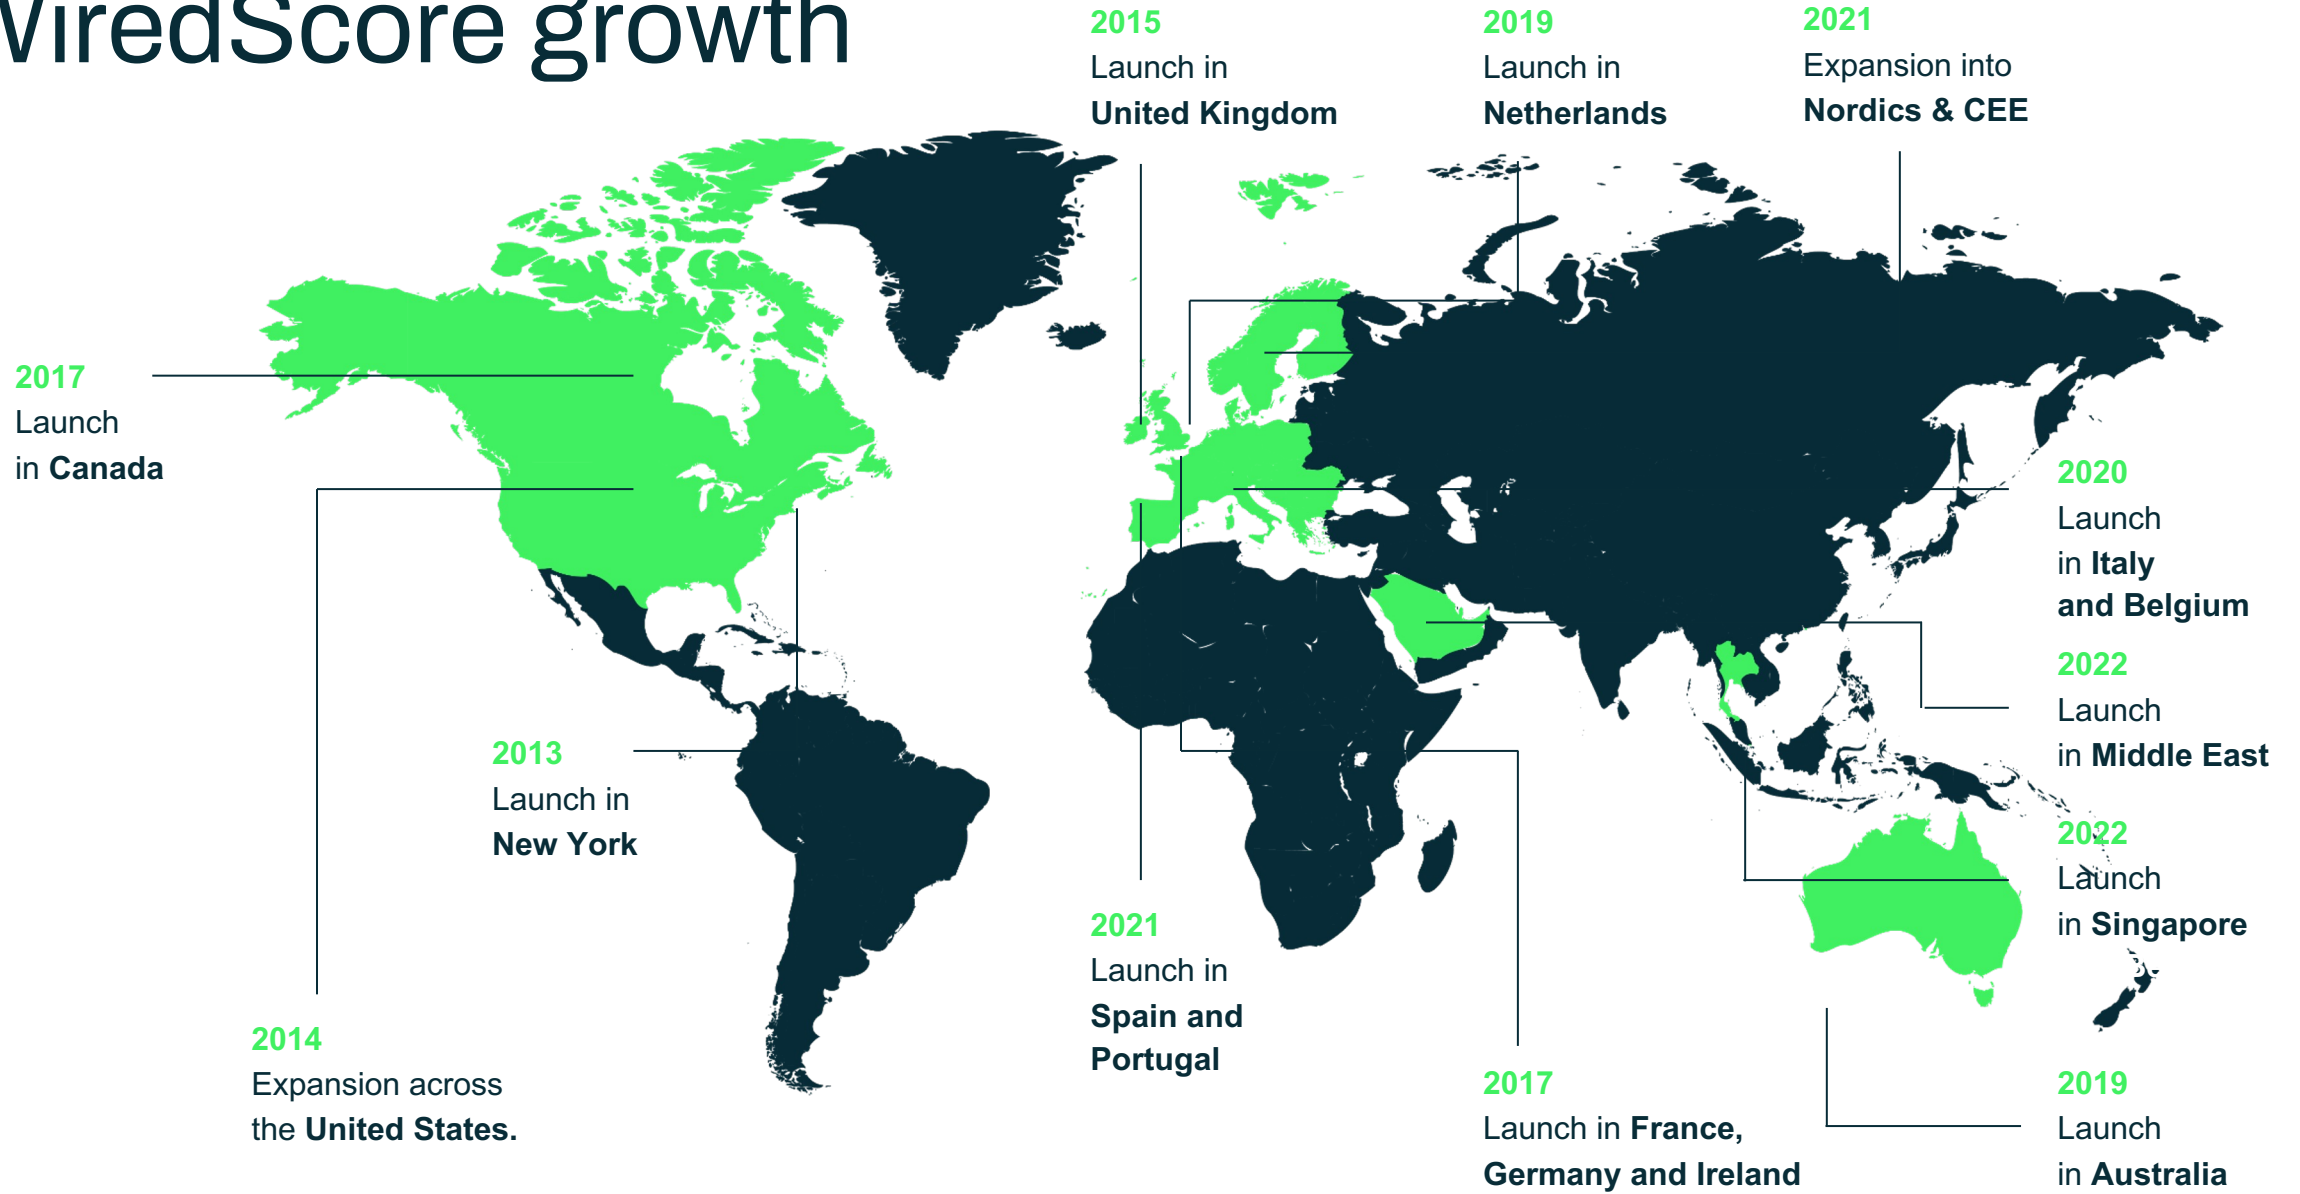 WiredScore growth
2015
Launch in
United Kingdom
2019
Launch in
Netherlands
2021
Expansion into
Nordics & CEE
2017
Launch
in Canada
2020
Launch
in Italy
and Belgium
2022
Launch
in Middle East
2013
Launch in
New York
2022
Launch
in Singapore
2021
Launch in
Spain and
Portugal
2014
Expansion across
the United States.
2017
Launch in France,
Germany and Ireland
2019
Launch
in Australia